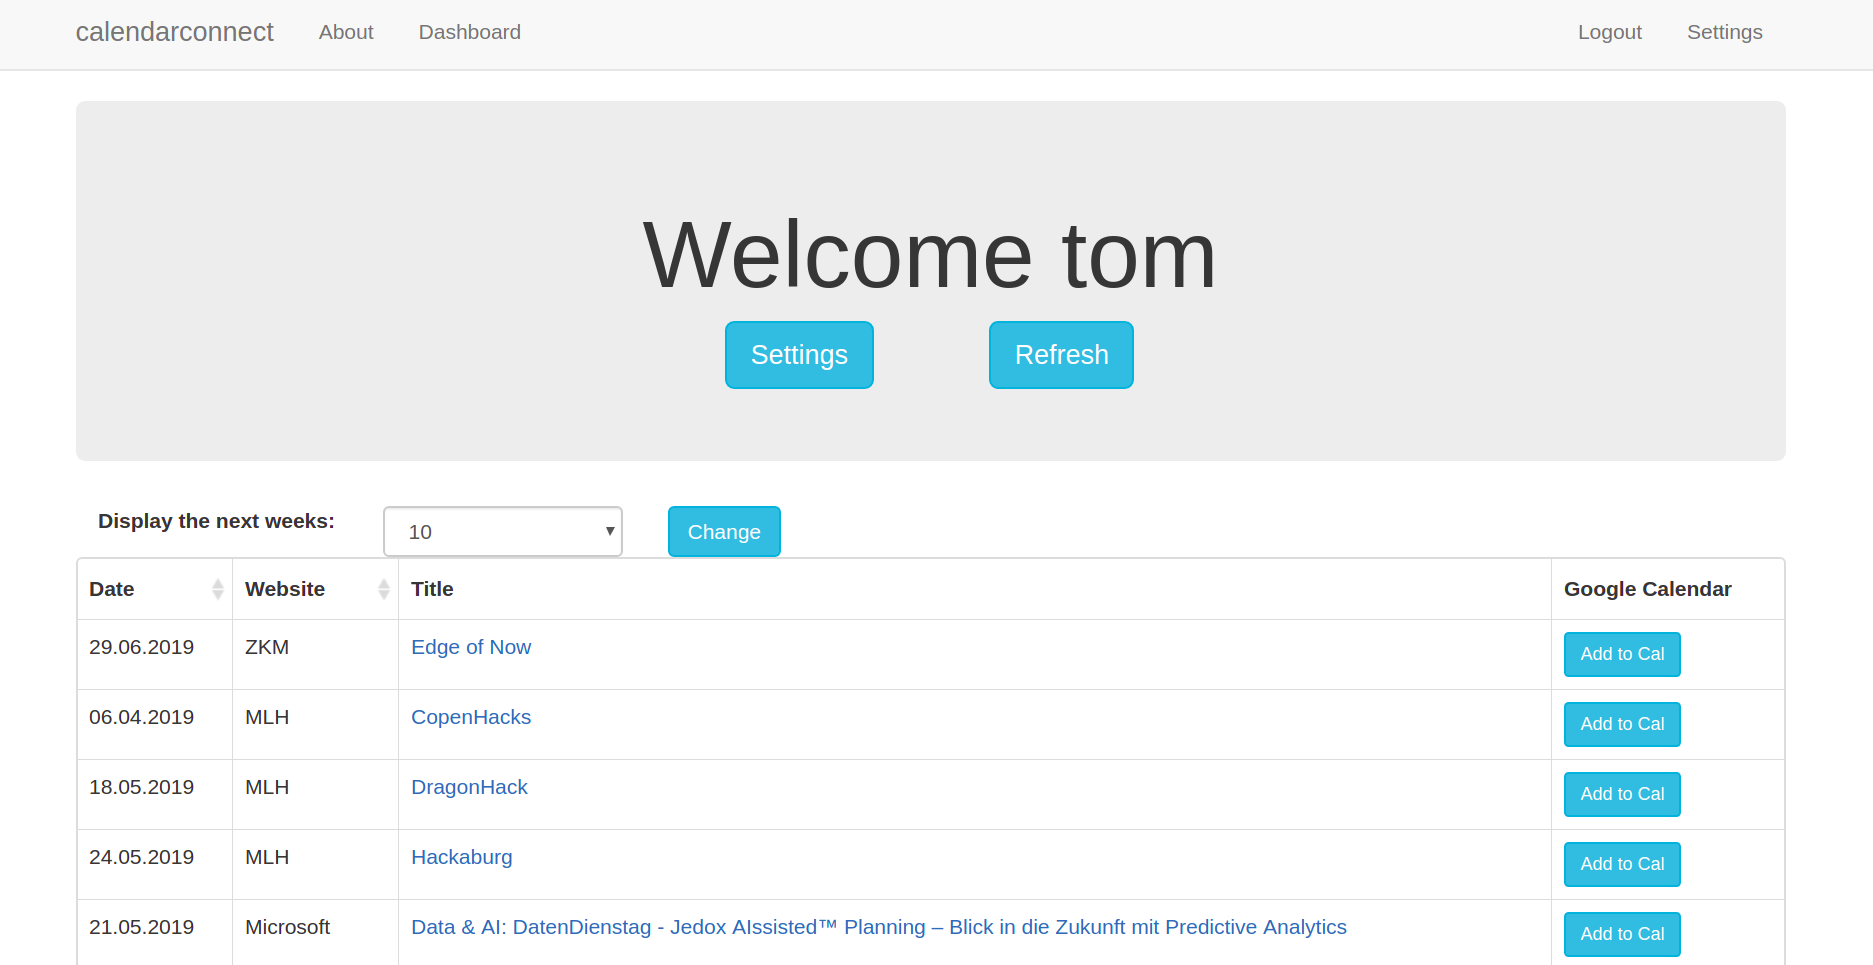 calendarconnect About Dashboard Logout Settings
Welcome tom
Settings Refresh
Display the next weeks: 10 Change
Date Website Title Google Calendar
29.06.2019 ZKM Edge of Now Add to Cal
06.04.2019 MLH CopenHacks Add to Cal
18.05.2019 MLH DragonHack Add to Cal
24.05.2019 MLH Hackaburg Add to Cal
21.05.2019 Microsoft Data & AI: DatenDienstag - Jedox AIssisted™ Planning – Blick in die Zukunft mit Predictive Analytics Add to Cal